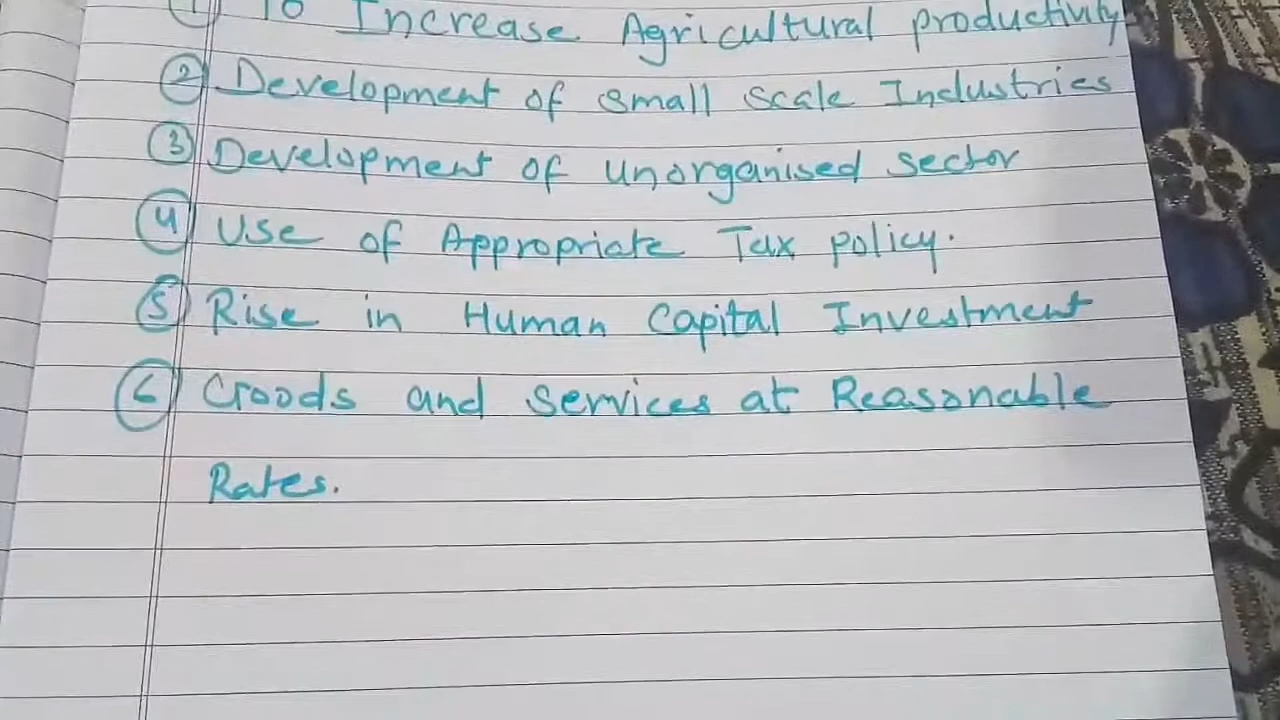 ① To Increase Agricultural productivity
② Development of small scale Industries
③ Development of unorganised sector
④ Use of Appropriate Tax policy.
⑤ Rise in Human Capital Investment
⑥ Goods and services at Reasonable
Rates.